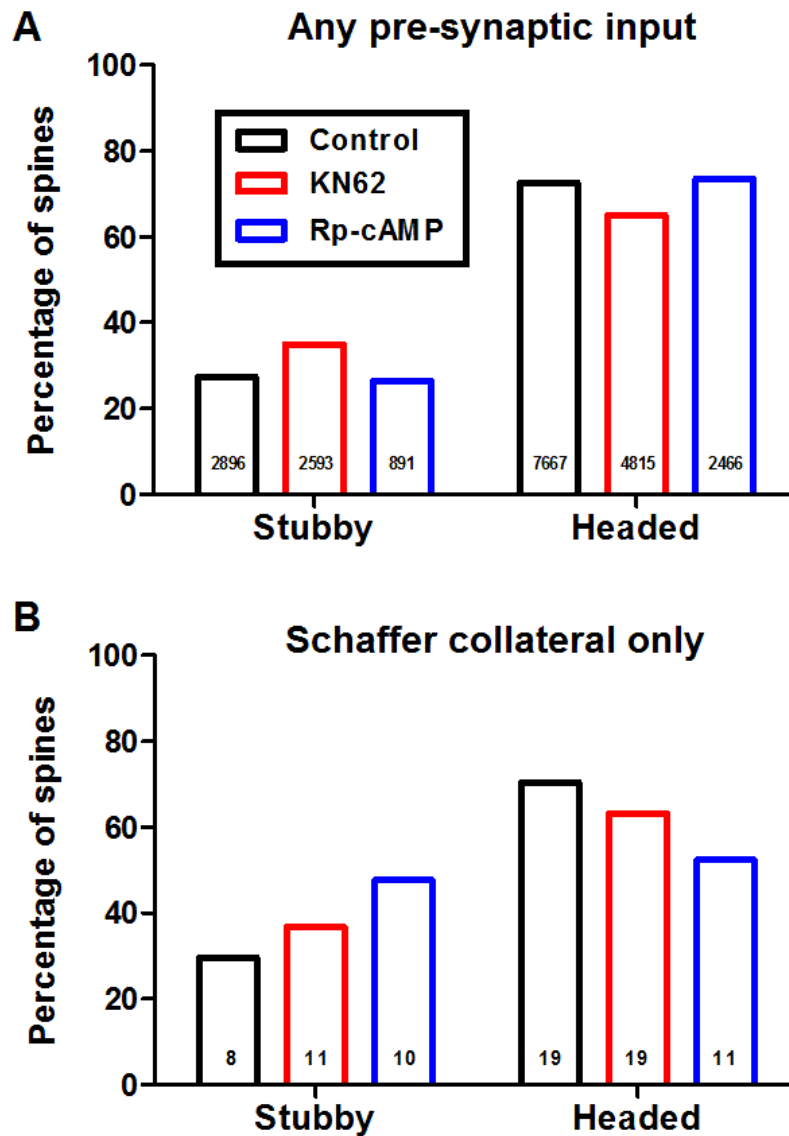 A
Any pre-synaptic input
100
80
60
40
20
0
Percentage of spines
Control
KN62
Rp-cAMP
2896 2593 891 7667 4815 2466
Stubby Headed
B
Schaffer collateral only
100
80
60
40
20
0
Percentage of spines
8 11 10 19 19 11
Stubby Headed